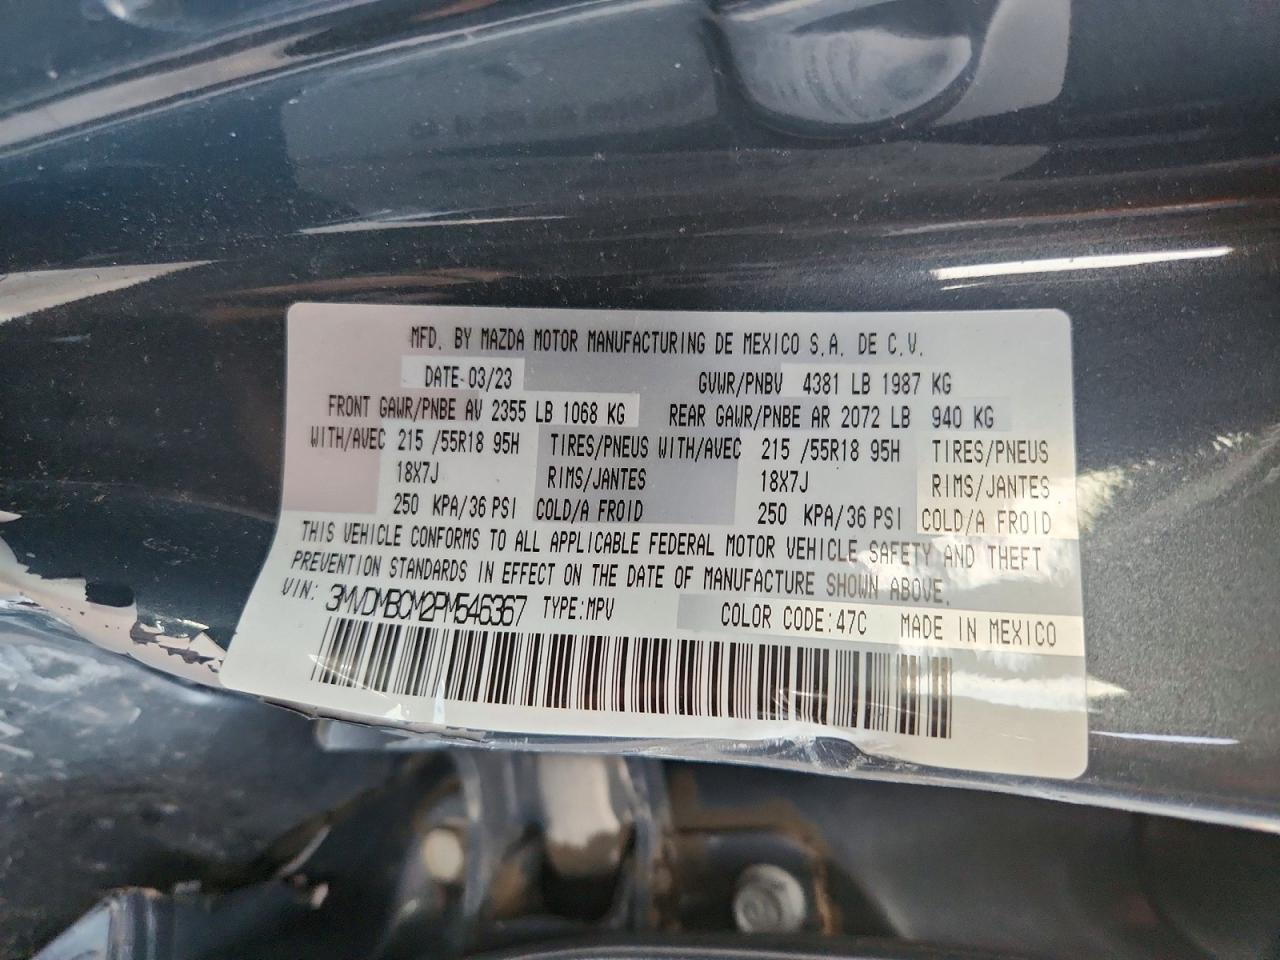 MFD. BY MAZDA MOTOR MANUFACTURING DE MEXICO S.A. DE C.V.
DATE 03/23 GVWR/PNBV 4381 LB 1987 KG
FRONT GAWR/PNBE AV 2355 LB 1068 KG REAR GAWR/PNBE AR 2072 LB 940 KG
WITH/AVEC 215 /55R18 95H TIRES/PNEUS WITH/AVEC 215 /55R18 95H TIRES/PNEUS
18X7J RIMS/JANTES 18X7J RIMS/JANTES
250 KPA/36 PSI COLD/A FROID 250 KPA/36 PSI COLD/A FROID
THIS VEHICLE CONFORMS TO ALL APPLICABLE FEDERAL MOTOR VEHICLE SAFETY AND THEFT
PREVENTION STANDARDS IN EFFECT ON THE DATE OF MANUFACTURE SHOWN ABOVE.
VIN: 3MVDMBCM2PM546367 TYPE:MPV COLOR CODE:47C MADE IN MEXICO